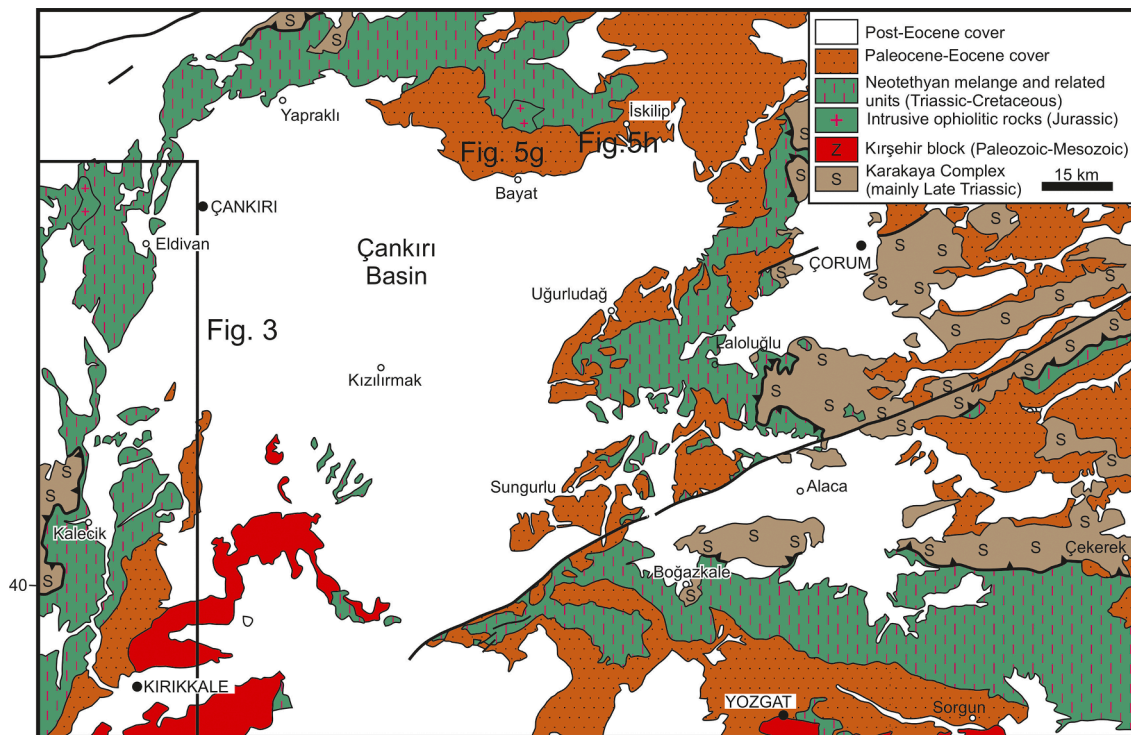 Post-Eocene cover
Paleocene-Eocene cover
Neotethyan melange and related
units (Triassic-Cretaceous)
Intrusive ophiolitic rocks (Jurassic)
Z
Kırşehir block (Paleozoic-Mesozoic)
S
Karakaya Complex
(mainly Late Triassic)
15 km
S
S
Yapraklı
İskilip
Fig. 5g
Fig.5h
Bayat
S
S
ÇANKIRI
Eldivan
Çankırı
Basin
ÇORUM
S
S
S
S
S
S
S
Uğurludağ
S
S
S
S
Fig. 3
Laloluğlu
S
S
S
Kızılırmak
S
S
S
S
S
S
S
S
S
S
S
S
Sungurlu
Alaca
S
S
S
Kalecik
S
S
S
S
S
S
S
S
S
S
S
Çekerek
Boğazkale
S
S
40
KIRIKKALE
YOZGAT
Sorgun